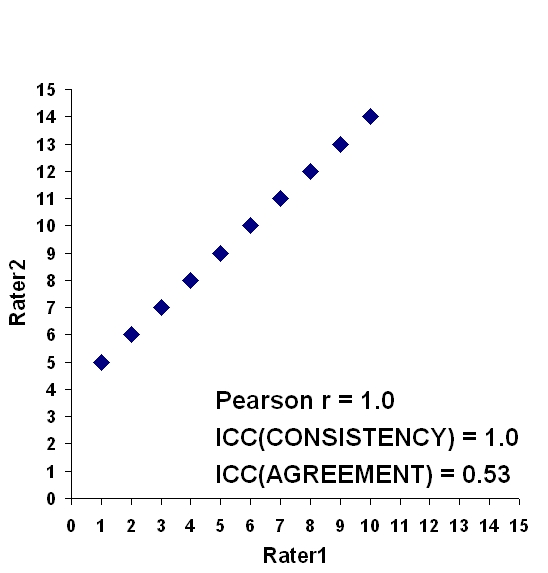 15
14
13
12
11
10
9
8
7
6
5
4
3
2
1
0
Rater2
Pearson r = 1.0
ICC(CONSISTENCY) = 1.0
ICC(AGREEMENT) = 0.53
0 1 2 3 4 5 6 7 8 9 10 11 12 13 14 15
Rater1